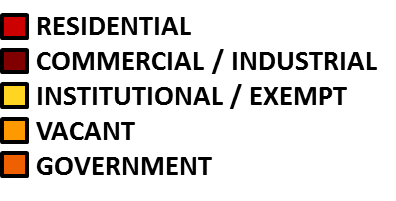 RESIDENTIAL
COMMERCIAL / INDUSTRIAL
INSTITUTIONAL / EXEMPT
VACANT
GOVERNMENT